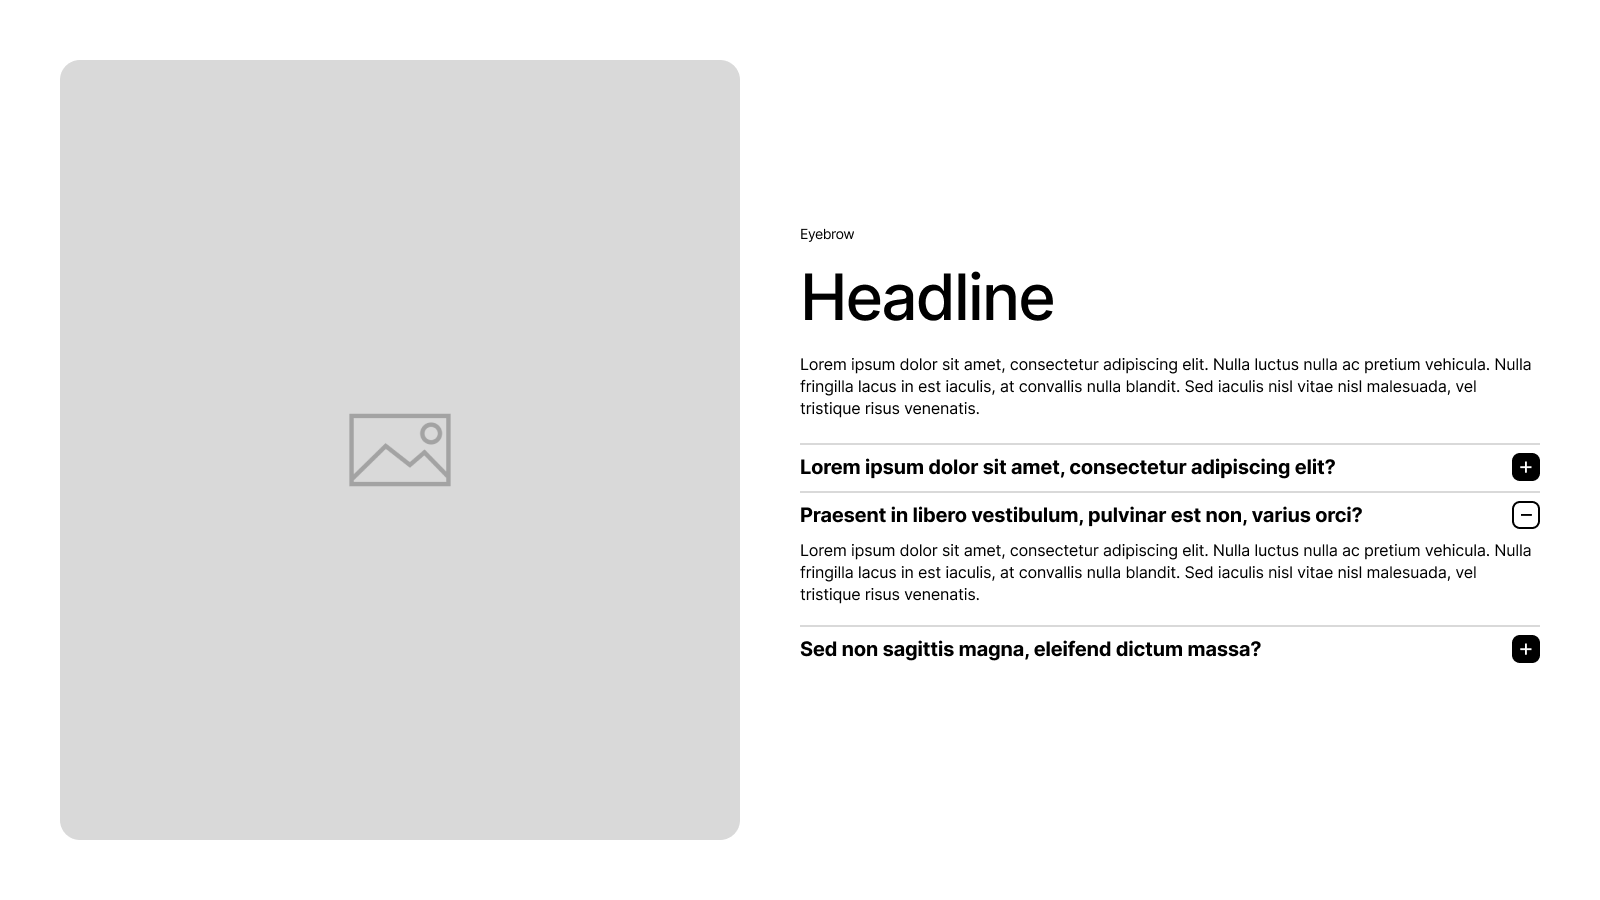 Eyebrow
Headline
Lorem ipsum dolor sit amet, consectetur adipiscing elit. Nulla luctus nulla ac pretium vehicula. Nulla
fringilla lacus in est iaculis, at convallis nulla blandit. Sed iaculis nisl vitae nisl malesuada, vel
tristique risus venenatis.
Lorem ipsum dolor sit amet, consectetur adipiscing elit?
Praesent in libero vestibulum, pulvinar est non, varius orci?
Lorem ipsum dolor sit amet, consectetur adipiscing elit. Nulla luctus nulla ac pretium vehicula. Nulla
fringilla lacus in est iaculis, at convallis nulla blandit. Sed iaculis nisl vitae nisl malesuada, vel
tristique risus venenatis.
Sed non sagittis magna, eleifend dictum massa?